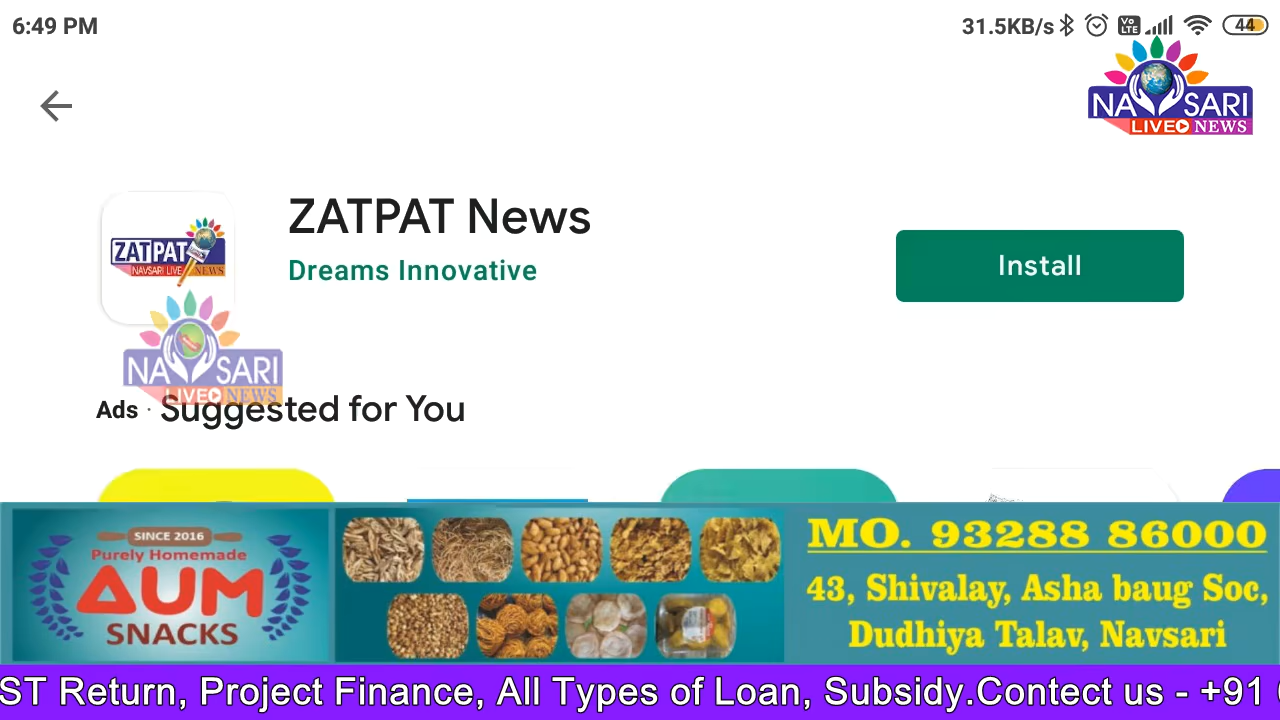 6:49 PM
31.5KB/s
Vo
LTE
44
NAVSARI
LIVE NEWS
ZATPAT News
Dreams Innovative
Install
ZATPAT
NAVSARI LIVE NEWS
NAVSARI
LIVE NEWS
Ads · Suggested for You
SINCE 2016
Purely Homemade
AUM
SNACKS
MO. 93288 86000
43, Shivalay, Asha baug Soc,
Dudhiya Talav, Navsari
ST Return, Project Finance, All Types of Loan, Subsidy.Contect us - +91